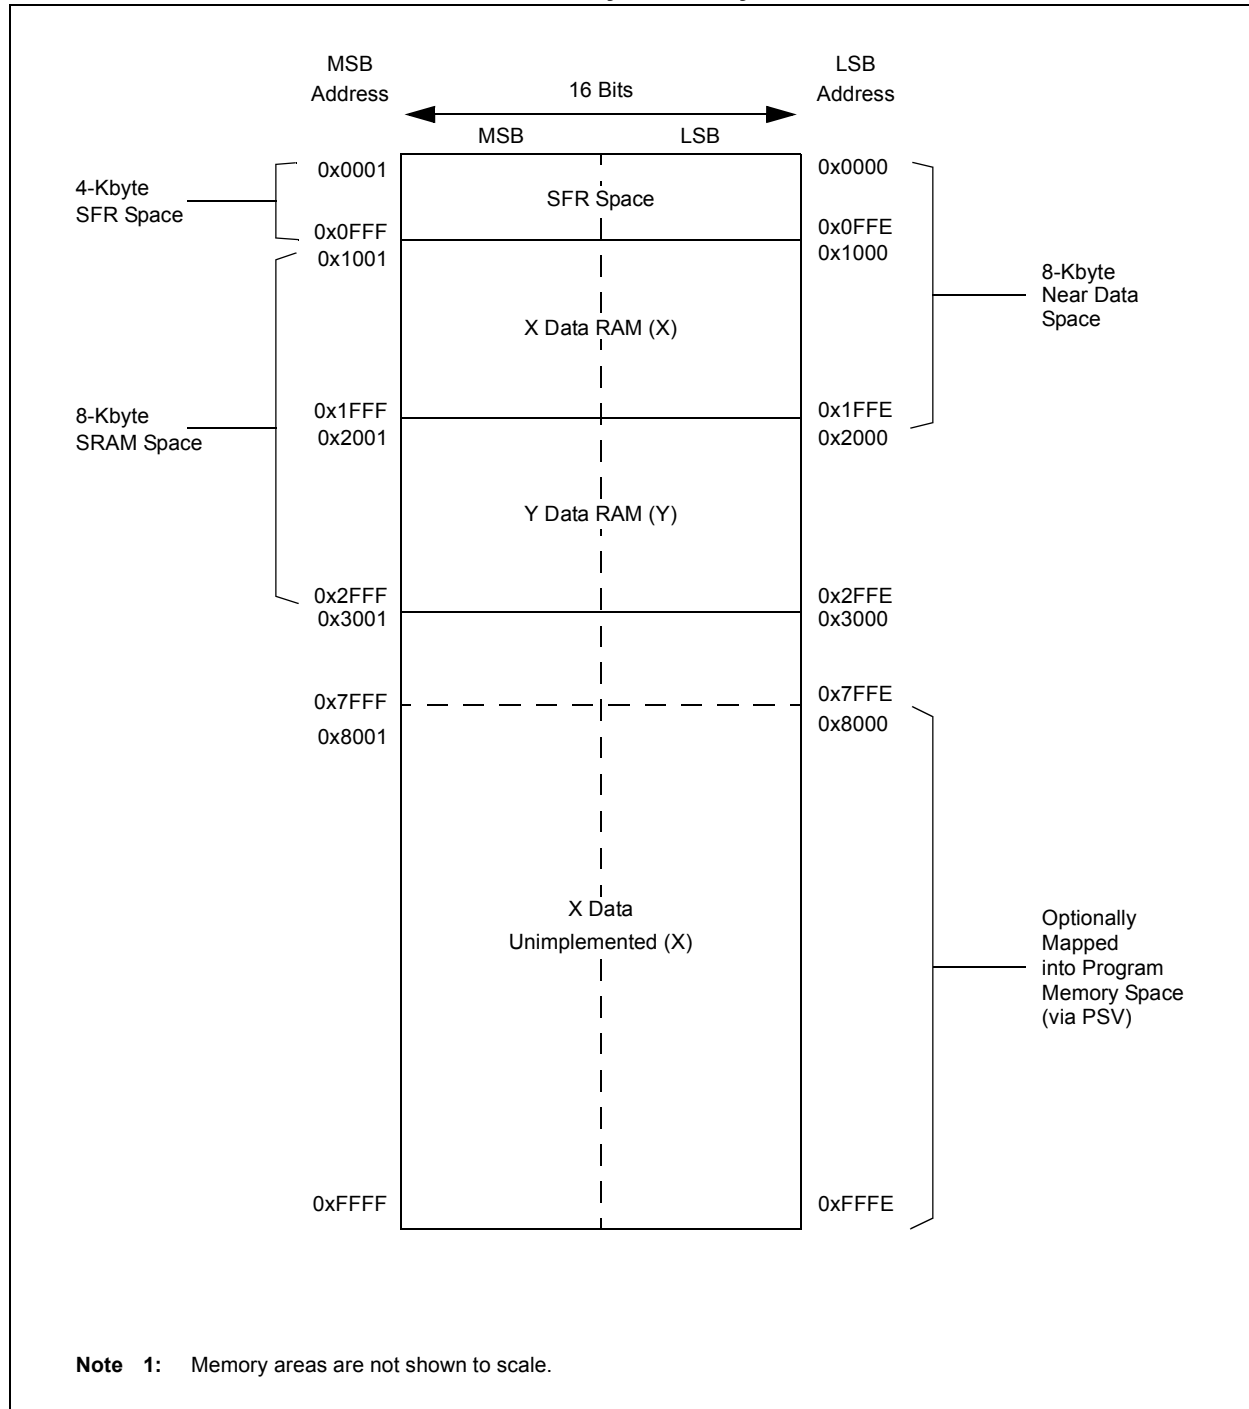 MSB
Address
16 Bits
LSB
Address
MSB
LSB
0x0001
0x0000
4-Kbyte
SFR Space
SFR Space
0x0FFF
0x0FFE
0x1001
0x1000
8-Kbyte
Near Data
Space
X Data RAM (X)
0x1FFF
0x1FFE
8-Kbyte
SRAM Space
0x2001
0x2000
Y Data RAM (Y)
0x2FFF
0x2FFE
0x3001
0x3000
0x7FFF
0x7FFE
0x8001
0x8000
X Data
Unimplemented (X)
Optionally
Mapped
into Program
Memory Space
(via PSV)
0xFFFF
0xFFFE
Note 1: Memory areas are not shown to scale.